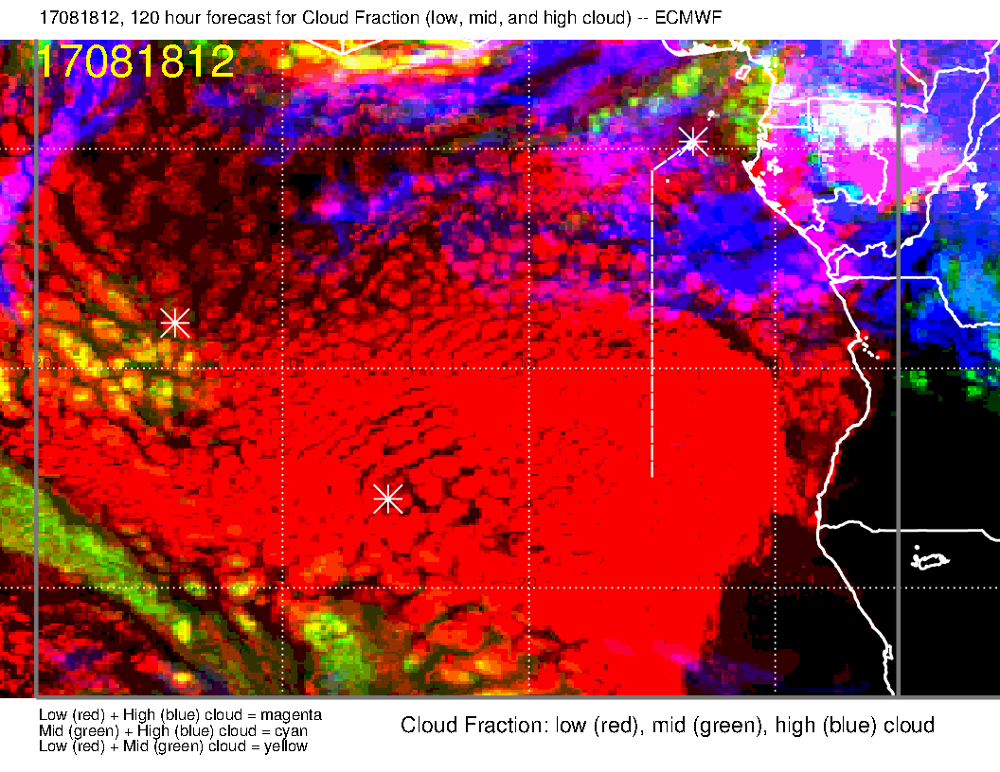 17081812, 120 hour forecast for Cloud Fraction (low, mid, and high cloud) -- ECMWF
17081812
Low (red) + High (blue) cloud = magenta
Mid (green) + High (blue) cloud = cyan
Low (red) + Mid (green) cloud = yellow
Cloud Fraction: low (red), mid (green), high (blue) cloud